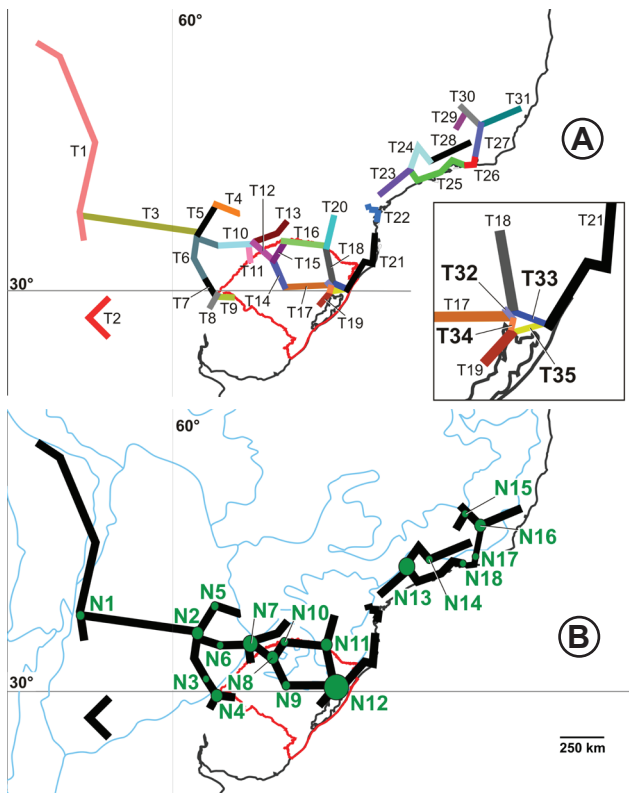 60°
T30
T31
T29
A
T24
T28
T1
T27
T23
T25
T26
T12
T4
T5
T13
T20
T3
T16
T22
T10
T18
T18
T21
T6
T11
T15
T21
T32
T33
30°
T14
T17
T17
T7
T2
T8
T9
T19
T34
T35
T19
60°
N15
N16
N17
N18
N13
N14
N5
N7
N10
N1
N2
N11
B
N6
N8
30°
N3
N9
N12
N4
250 km